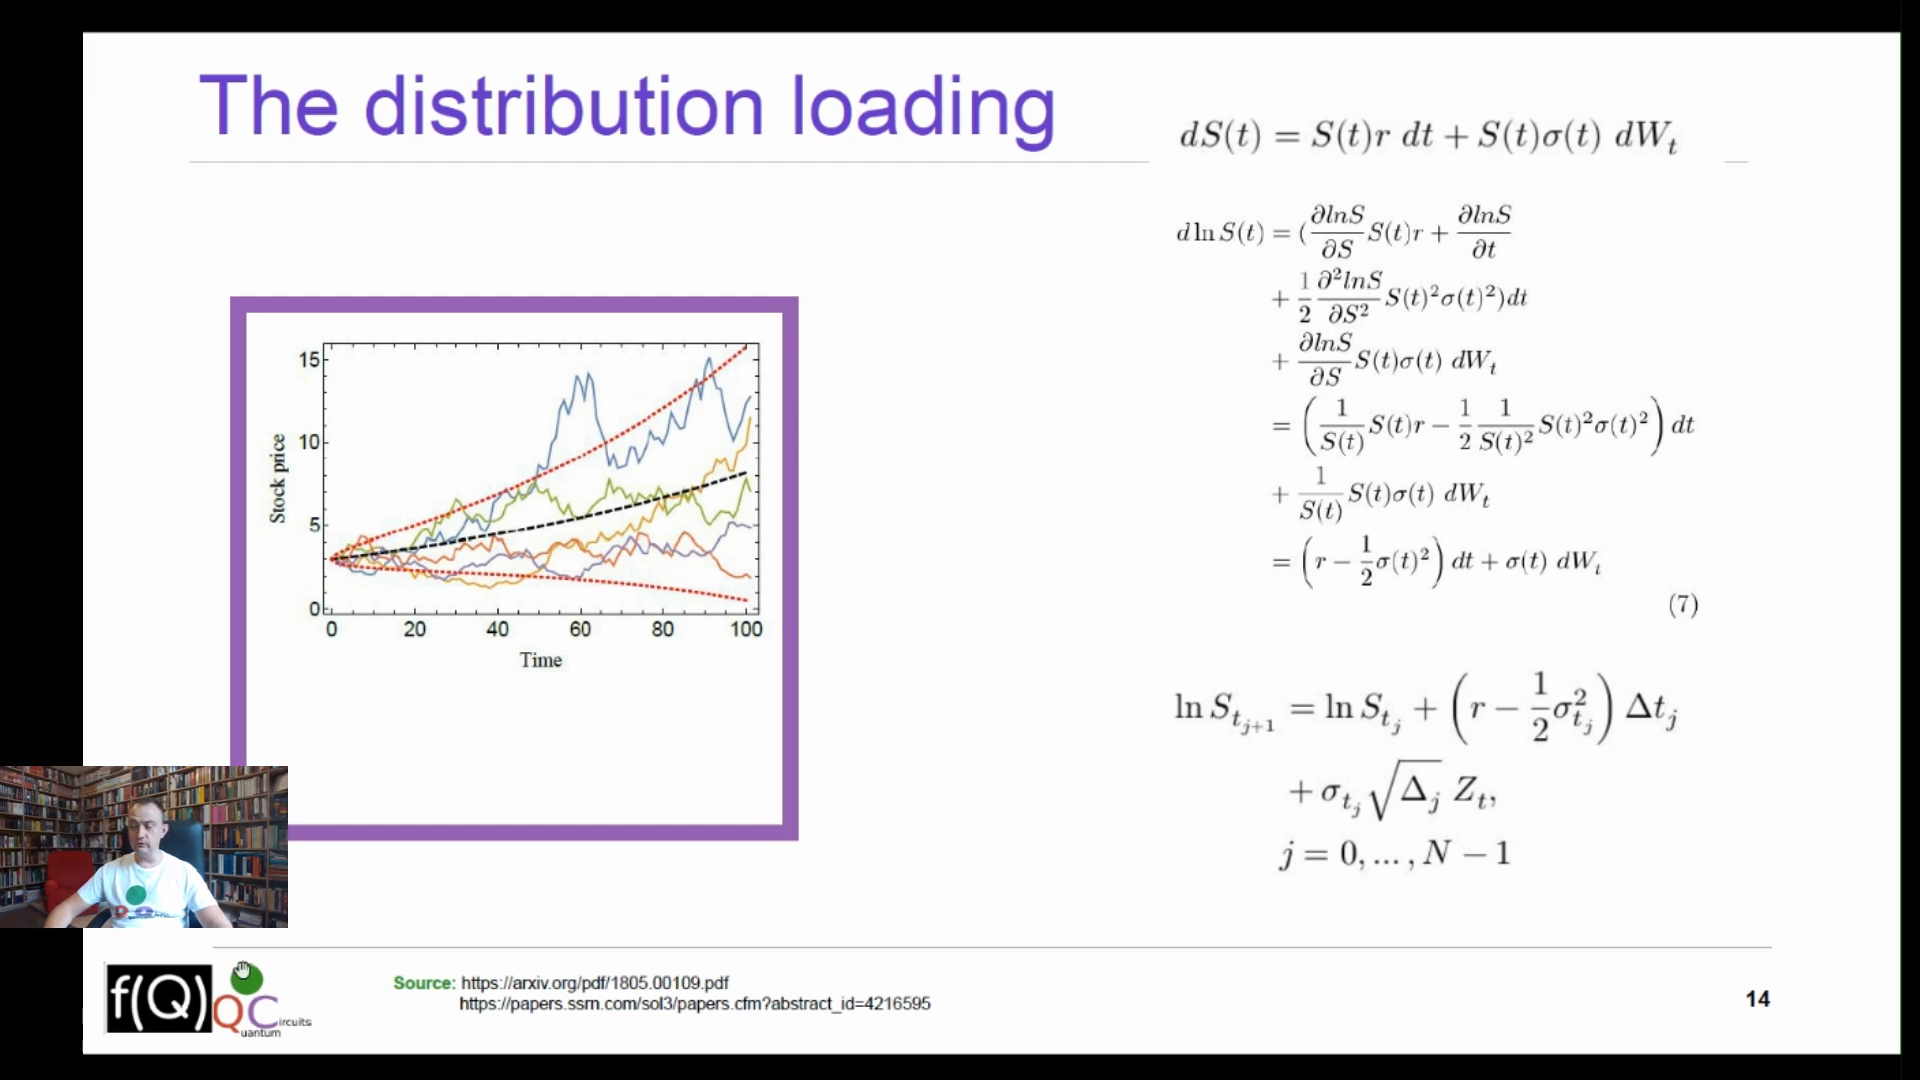 The distribution loading
dS(t) = S(t)r dt + S(t)σ(t) dW_t
d ln S(t) = (∂lnS/∂S S(t)r + ∂lnS/∂t
+ 1/2 ∂²lnS/∂S² S(t)²σ(t)²)dt
+ ∂lnS/∂S S(t)σ(t) dW_t
= (1/S(t) S(t)r − 1/2 1/S(t)² S(t)²σ(t)²) dt
+ 1/S(t) S(t)σ(t) dW_t
= (r − 1/2 σ(t)²) dt + σ(t) dW_t
(7)
ln S_{t_{j+1}} = ln S_{t_j} + (r − 1/2 σ²_{t_j}) Δt_j
+ σ_{t_j} √Δ_j Z_t,
j = 0, ... , N − 1
Stock price
15
10
5
0
0 20 40 60 80 100
Time
f(Q)
QC
ircuits
uantum
Source: https://arxiv.org/pdf/1805.00109.pdf
https://papers.ssrn.com/sol3/papers.cfm?abstract_id=4216595
14